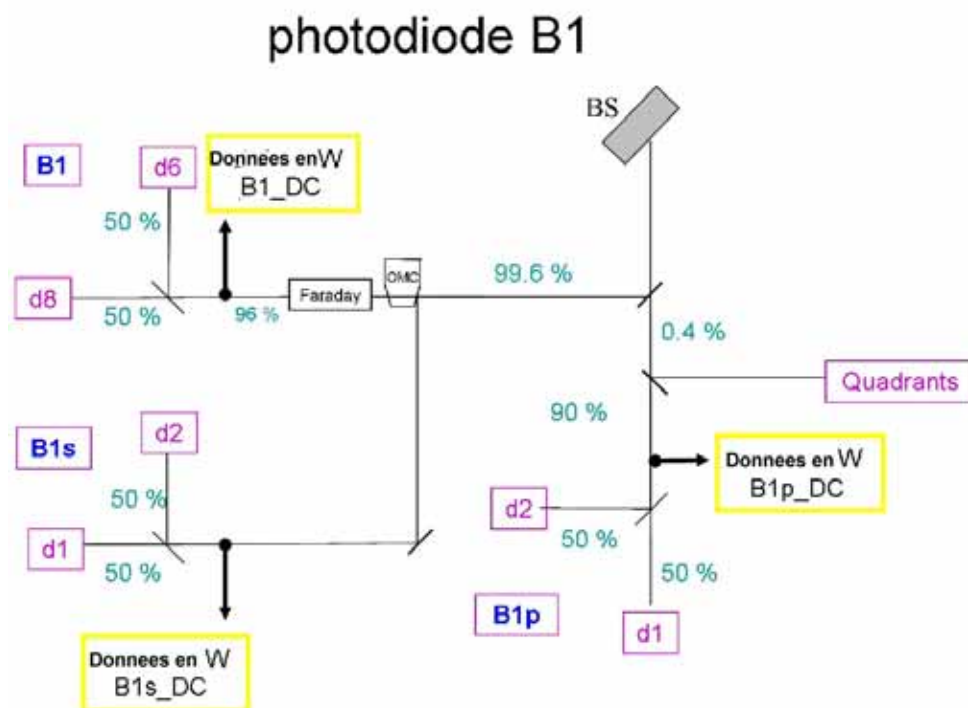 photodiode B1
BS
B1
d6
Donnees en W
B1_DC
50 %
OMC
99.6 %
d8
50 %
96 %
Faraday
0.4 %
Quadrants
90 %
B1s
d2
Donnees en W
B1p_DC
50 %
d2
50 %
d1
50 %
50 %
B1p
d1
Donnees en W
B1s_DC